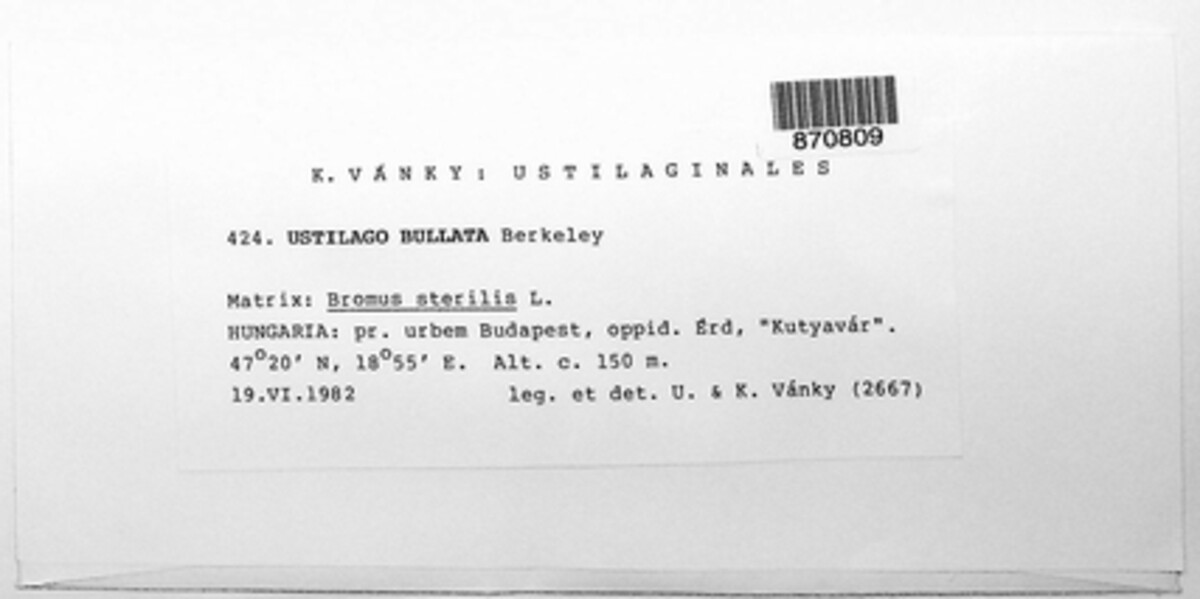 870809
K. VÁNKY: USTILAGINALES
424. USTILAGO BULLATA Berkeley
Matrix: Bromus sterilis L.
HUNGARIA: pr. urbem Budapest, oppid. Érd, "Kutyavár".
47°20' N, 18°55' E. Alt. c. 150 m.
19.VI.1982 leg. et det. U. & K. Vánky (2667)